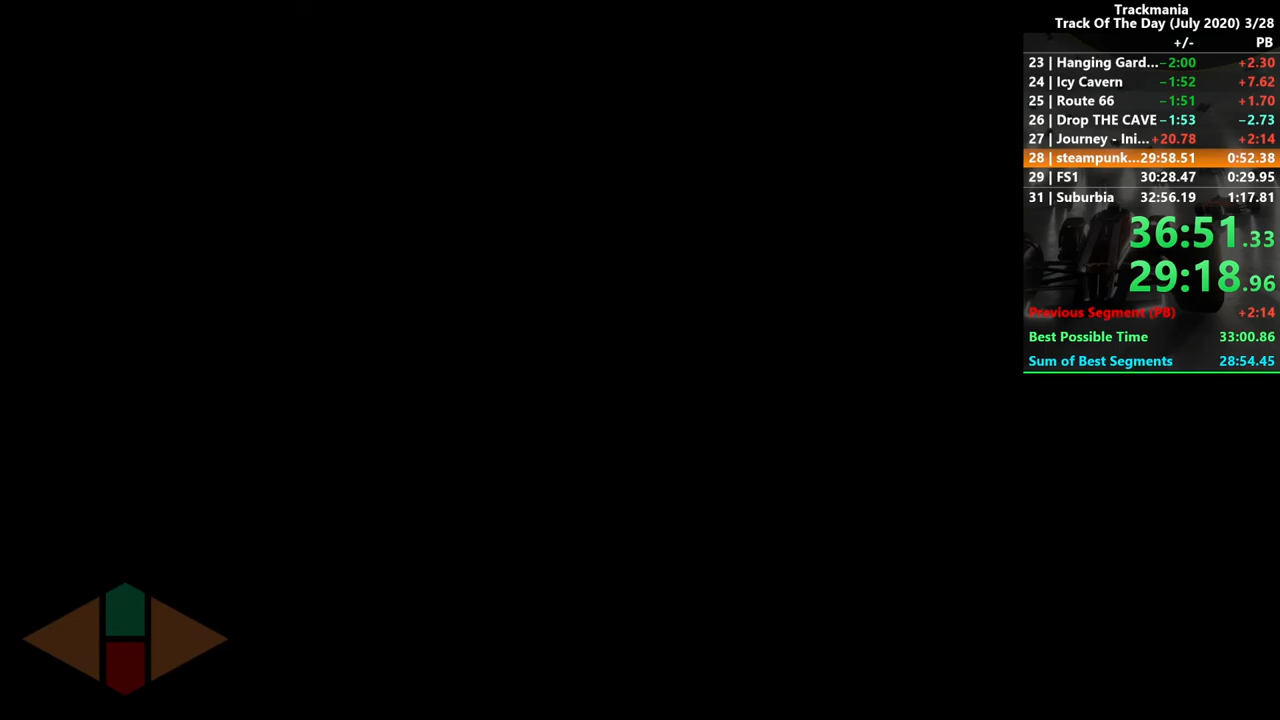 Trackmania
Track Of The Day (July 2020) 3/28
+/- PB
23 | Hanging Gard... −2:00 +2.30
24 | Icy Cavern −1:52 +7.62
25 | Route 66 −1:51 +1.70
26 | Drop THE CAVE −1:53 −2.73
27 | Journey - Ini... +20.78 +2:14
28 | steampunk... 29:58.51 0:52.38
29 | FS1 30:28.47 0:29.95
31 | Suburbia 32:56.19 1:17.81
36:51.33
29:18.96
Previous Segment (PB) +2:14
Best Possible Time 33:00.86
Sum of Best Segments 28:54.45